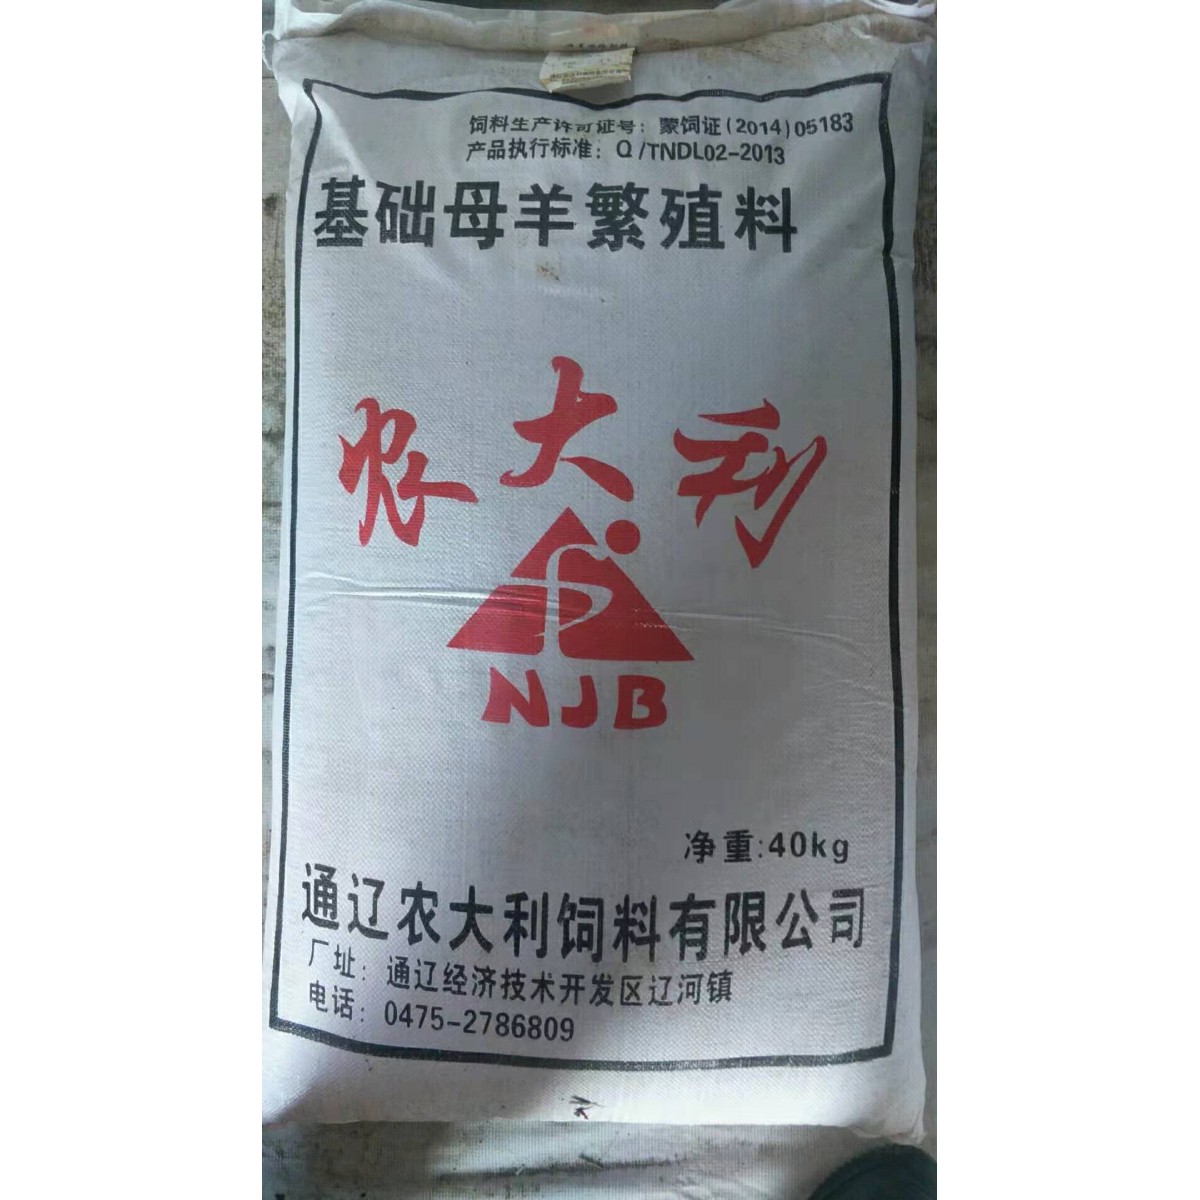 饲料生产许可证号：蒙饲证(2014)05183
产品执行标准：Q/TNDL02-2013
基础母羊繁殖料
农大利
NJB
净重:40kg
通辽农大利饲料有限公司
厂址：通辽经济技术开发区辽河镇
电话：0475-2786809